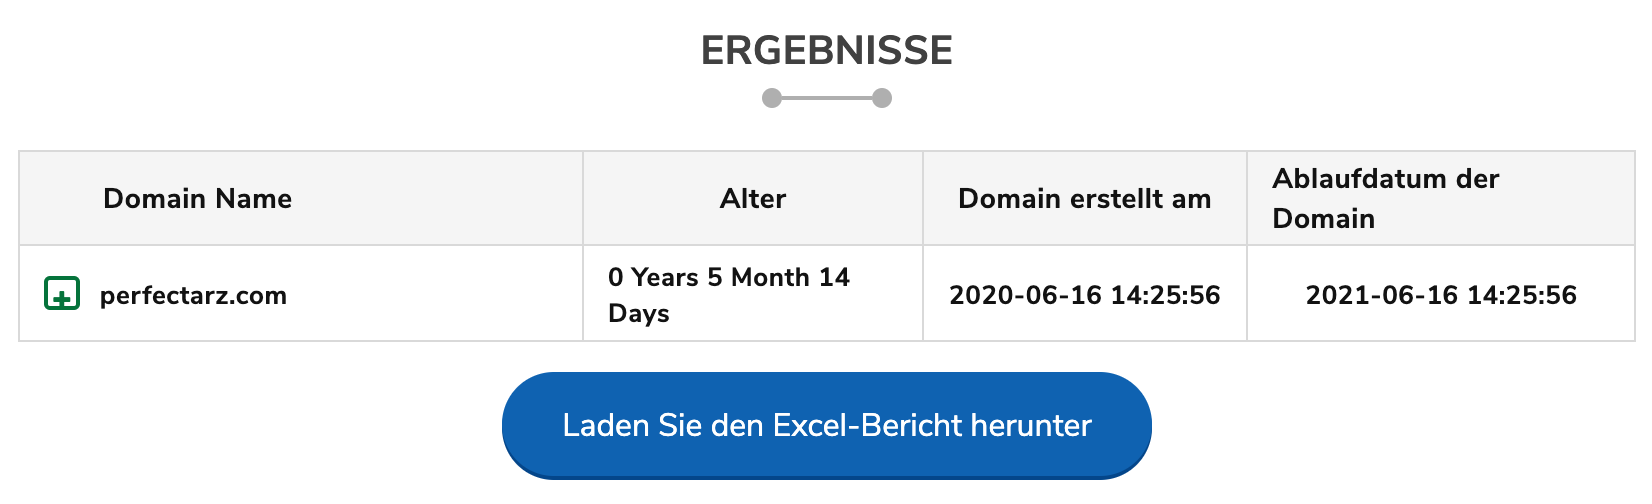 ERGEBNISSE
Domain Name
Alter
Domain erstellt am
Ablaufdatum der
Domain
perfectarz.com
0 Years 5 Month 14
Days
2020-06-16 14:25:56
2021-06-16 14:25:56
Laden Sie den Excel-Bericht herunter